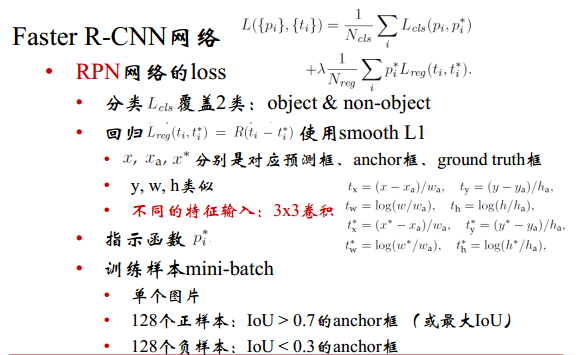 L({p_i},{t_i}) = \frac{1}{N_{cls}} \sum_i L_{cls}(p_i, p_i^*)
Faster R-CNN网络
+λ \frac{1}{N_{reg}} \sum_i p_i^* L_{reg}(t_i, t_i^*).
• RPN网络的loss
• 分类 L_{cls} 覆盖2类：object & non-object
• 回归 L_{reg}(t_i, t_i^*) = R(t_i − t_i^*) 使用smooth L1
• x, x_a, x^* 分别是对应预测框、anchor框、ground truth框
• y, w, h类似
t_x = (x − x_a)/w_a, t_y = (y − y_a)/h_a,
t_w = log(w/w_a), t_h = log(h/h_a),
• 不同的特征输入：3x3卷积
t_x^* = (x^* − x_a)/w_a, t_y^* = (y^* − y_a)/h_a,
t_w^* = log(w^*/w_a), t_h^* = log(h^*/h_a),
• 指示函数 p_i^*
• 训练样本mini-batch
• 单个图片
• 128个正样本：IoU > 0.7的anchor框 （或最大IoU）
• 128个负样本：IoU < 0.3的anchor框